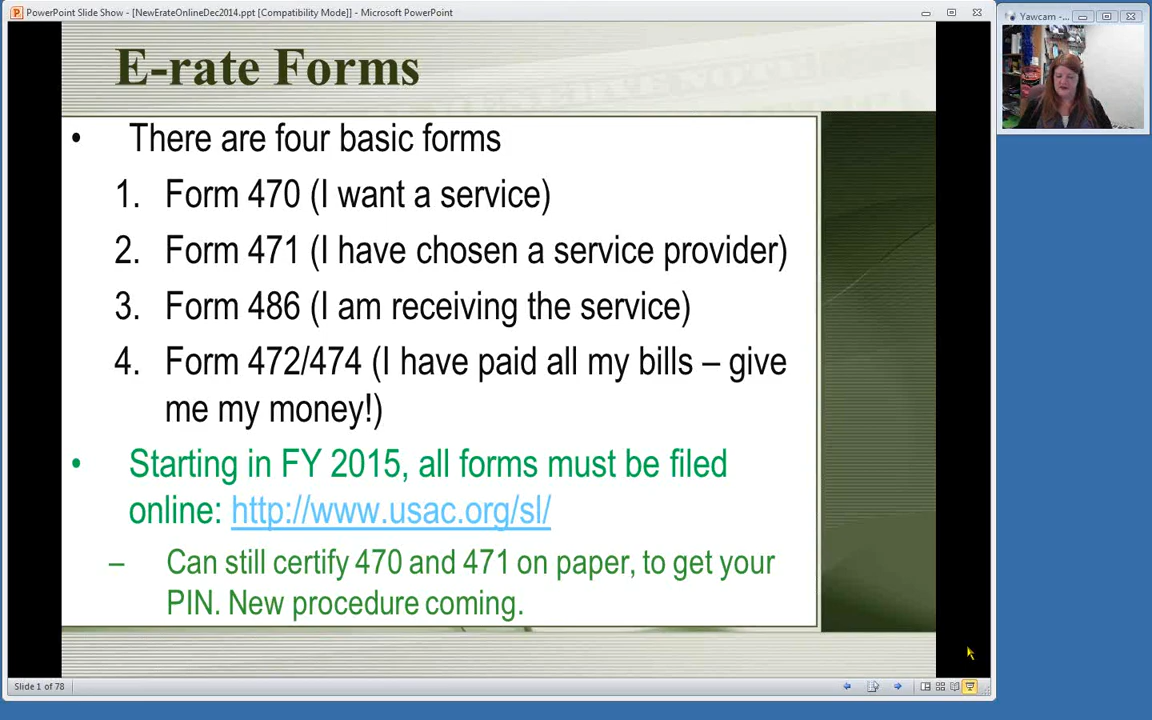 PowerPoint Slide Show - [NewErateOnlineDec2014.ppt [Compatibility Mode]] - Microsoft PowerPoint
Yawcam -...
E-rate Forms
• There are four basic forms
1. Form 470 (I want a service)
2. Form 471 (I have chosen a service provider)
3. Form 486 (I am receiving the service)
4. Form 472/474 (I have paid all my bills – give
me my money!)
• Starting in FY 2015, all forms must be filed
online: http://www.usac.org/sl/
– Can still certify 470 and 471 on paper, to get your
PIN. New procedure coming.
Slide 1 of 78